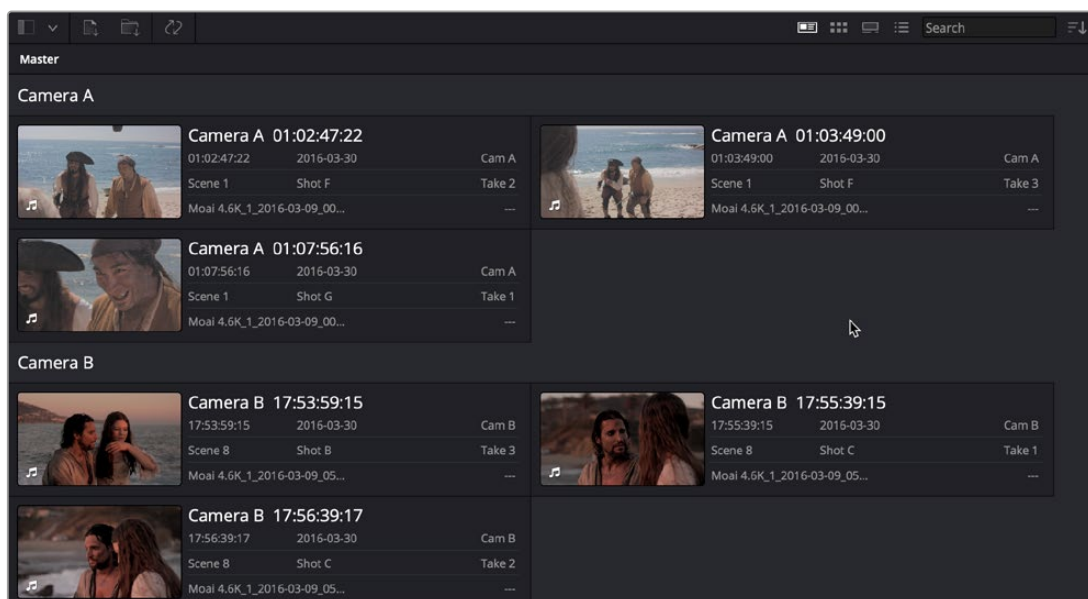 Search
Master
Camera A
Camera A 01:02:47:22
01:02:47:22 2016-03-30 Cam A
Scene 1 Shot F Take 2
Moai 4.6K_1_2016-03-09_00... ---
Camera A 01:03:49:00
01:03:49:00 2016-03-30 Cam A
Scene 1 Shot F Take 3
Moai 4.6K_1_2016-03-09_00... ---
Camera A 01:07:56:16
01:07:56:16 2016-03-30 Cam A
Scene 1 Shot G Take 1
Moai 4.6K_1_2016-03-09_00... ---
Camera B
Camera B 17:53:59:15
17:53:59:15 2016-03-30 Cam B
Scene 8 Shot B Take 3
Moai 4.6K_1_2016-03-09_05... ---
Camera B 17:55:39:15
17:55:39:15 2016-03-30 Cam B
Scene 8 Shot C Take 1
Moai 4.6K_1_2016-03-09_05... ---
Camera B 17:56:39:17
17:56:39:17 2016-03-30 Cam B
Scene 8 Shot C Take 2
Moai 4.6K_1_2016-03-09_05... ---